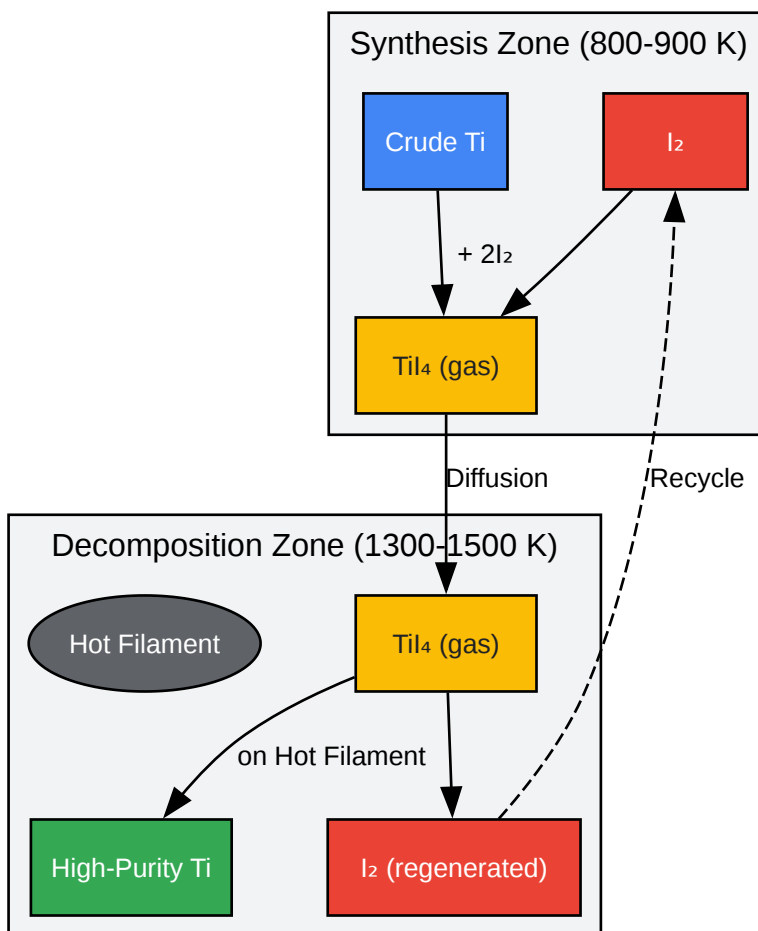 Synthesis Zone (800-900 K)
Crude Ti
I₂
+ 2I₂
TiI₄ (gas)
Diffusion
Recycle
Decomposition Zone (1300-1500 K)
Hot Filament
TiI₄ (gas)
on Hot Filament
High-Purity Ti
I₂ (regenerated)